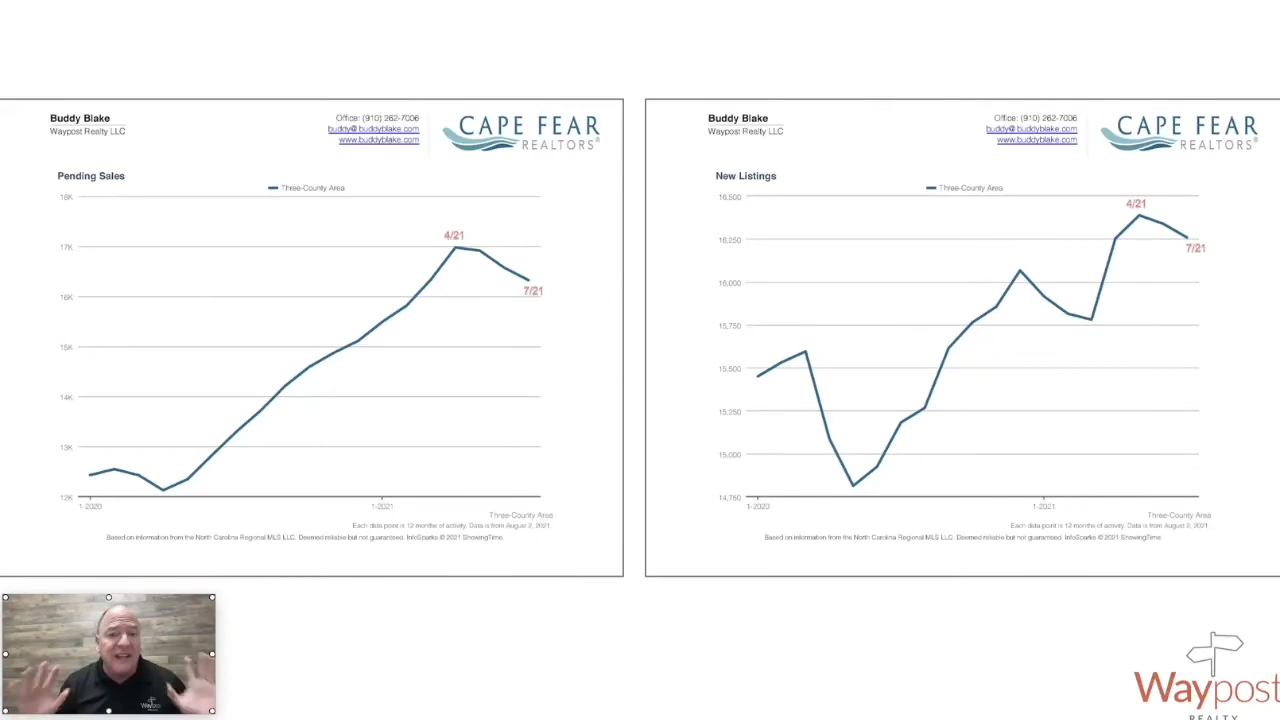 Buddy Blake
Waypost Realty LLC
Office: (910) 262-7006
buddy@buddyblake.com
www.buddyblake.com
CAPE FEAR
REALTORS®
Pending Sales
Three-County Area
18K
17K
16K
15K
14K
13K
12K
4/21
7/21
1-2020
1-2021
Three-County Area
Each data point is 12 months of activity. Data is from August 2, 2021.
Based on information from the North Carolina Regional MLS LLC. Deemed reliable but not guaranteed. InfoSparks © 2021 ShowingTime.
Buddy Blake
Waypost Realty LLC
Office: (910) 262-7006
buddy@buddyblake.com
www.buddyblake.com
CAPE FEAR
REALTORS®
New Listings
Three-County Area
16,500
16,250
16,000
15,750
15,500
15,250
15,000
14,750
4/21
7/21
1-2020
1-2021
Three-County Area
Each data point is 12 months of activity. Data is from August 2, 2021.
Based on information from the North Carolina Regional MLS LLC. Deemed reliable but not guaranteed. InfoSparks © 2021 ShowingTime.
Waypost
REALTY